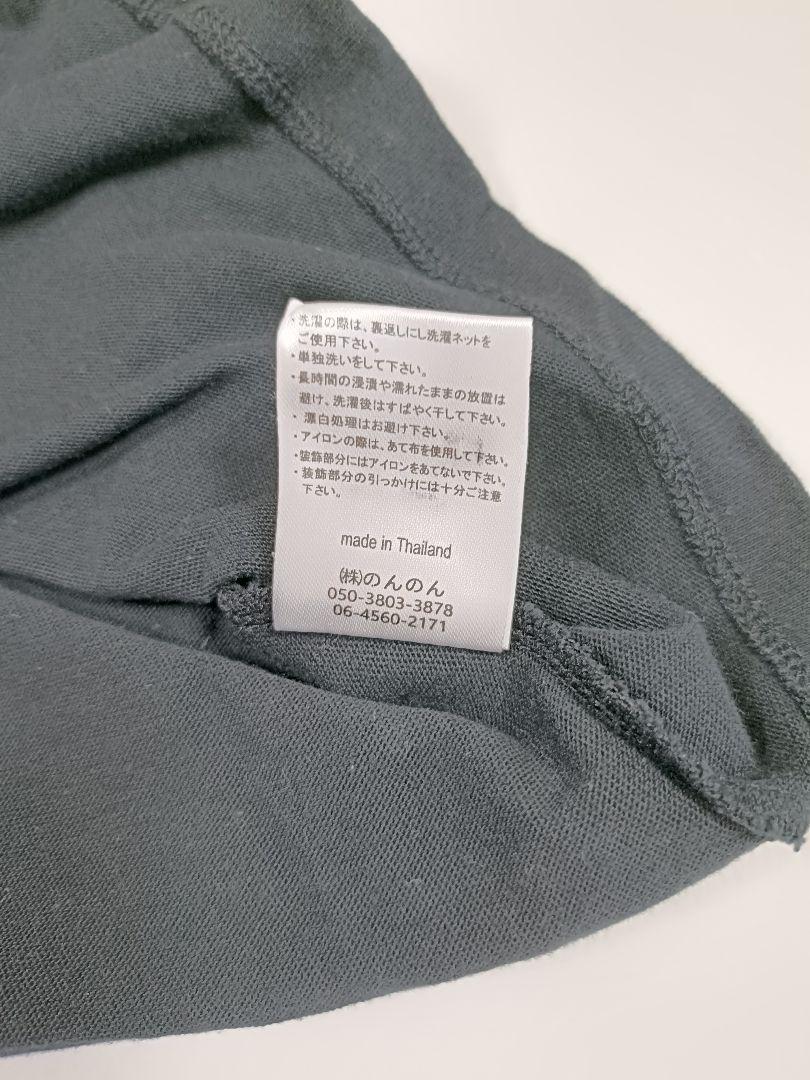 ・洗濯の際は、裏返しにし洗濯ネットを
ご使用下さい。
・単独洗いをして下さい。
・長時間の浸漬や濡れたままの放置は
避け、洗濯後はすばやく干して下さい。
・漂白処理はお避け下さい。
・アイロンの際は、あて布を使用して下さい。
・装飾部分にはアイロンをあてないで下さい。
・装飾部分の引っかけには十分ご注意
下さい。
made in Thailand
(株)のんのん
050-3803-3878
06-4560-2171